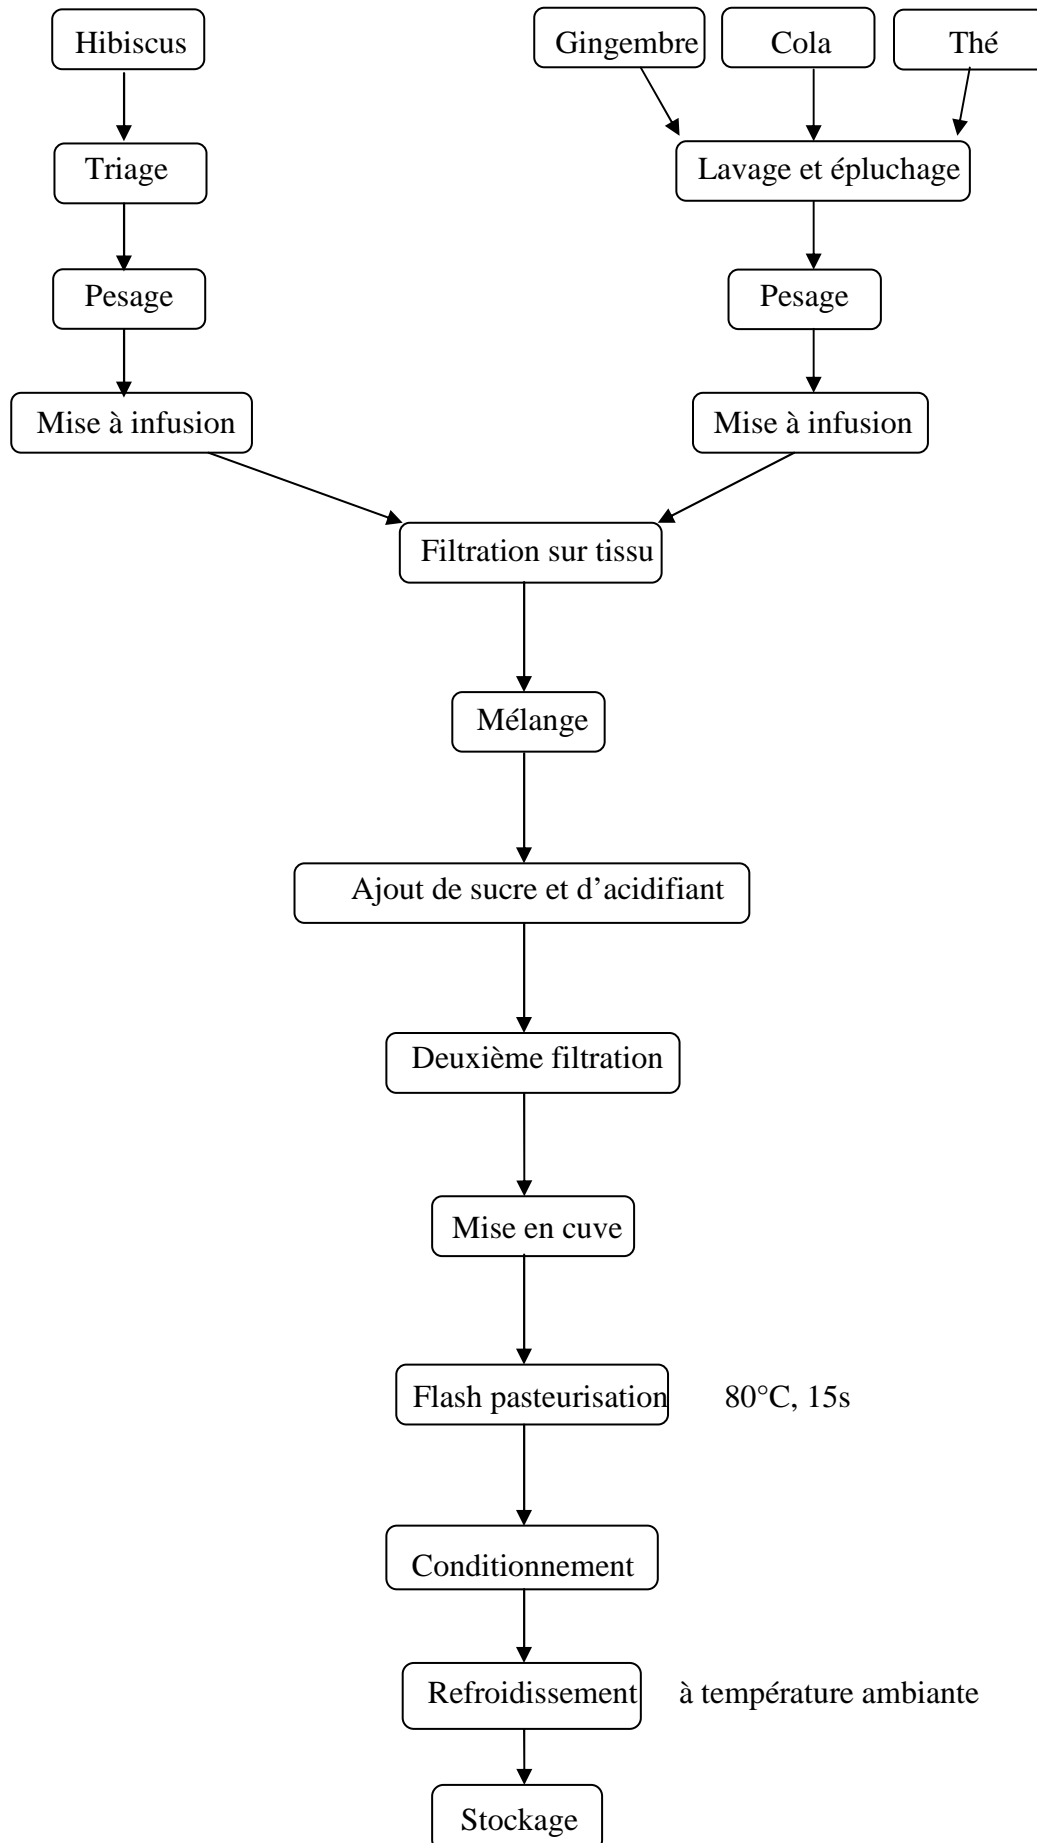 Hibiscus
Gingembre
Cola
Thé
Triage
Lavage et épluchage
Pesage
Pesage
Mise à infusion
Mise à infusion
Filtration sur tissu
Mélange
Ajout de sucre et d’acidifiant
Deuxième filtration
Mise en cuve
Flash pasteurisation
80°C, 15s
Conditionnement
Refroidissement
à température ambiante
Stockage